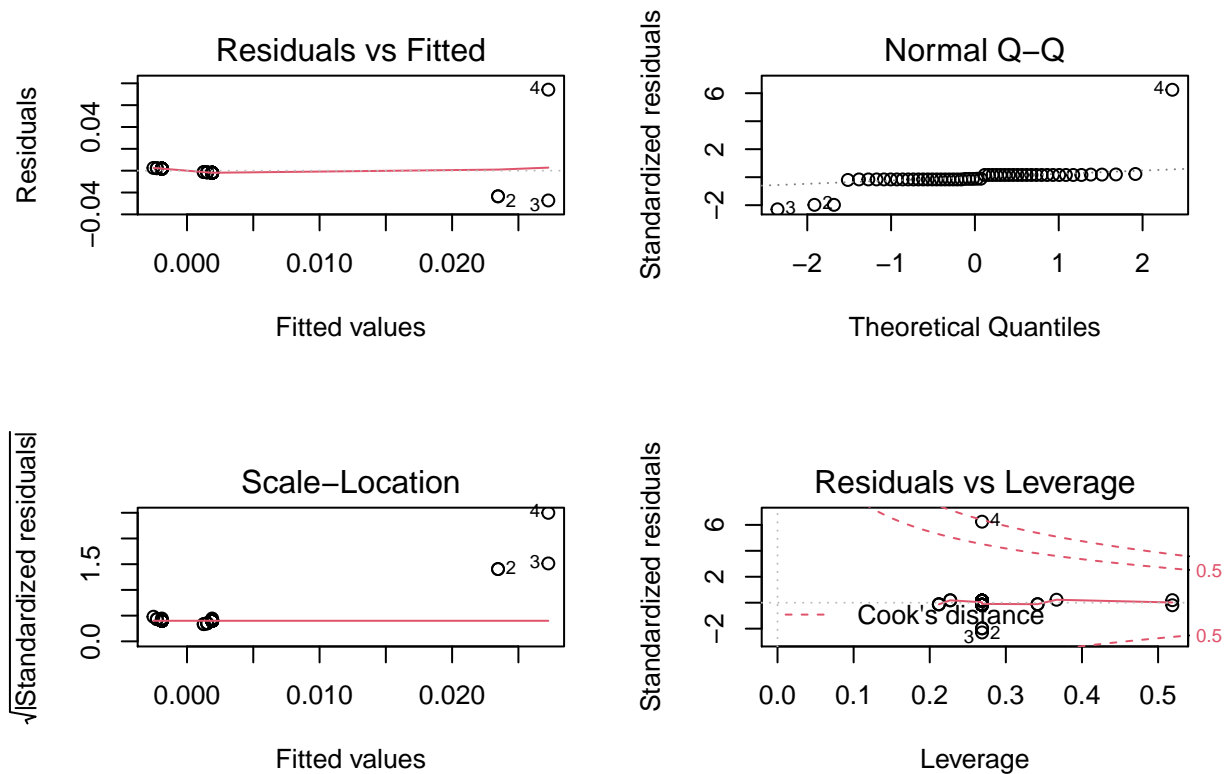 Residuals vs Fitted
Residuals
0.04
−0.04
4
2
3
0.000 0.010 0.020
Fitted values
Normal Q−Q
Standardized residuals
6
2
−2
4
3
2
−2 −1 0 1 2
Theoretical Quantiles
Scale−Location
√|Standardized residuals|
1.5
0.0
4
3
2
0.000 0.010 0.020
Fitted values
Residuals vs Leverage
Standardized residuals
6
2
−2
4
0.5
Cook's distance
3
2
0.5
0.0 0.1 0.2 0.3 0.4 0.5
Leverage